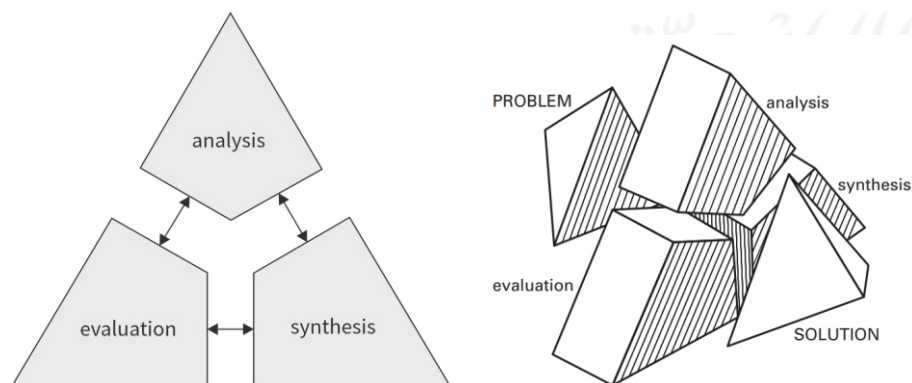 analysis
evaluation
synthesis
PROBLEM
analysis
synthesis
evaluation
SOLUTION